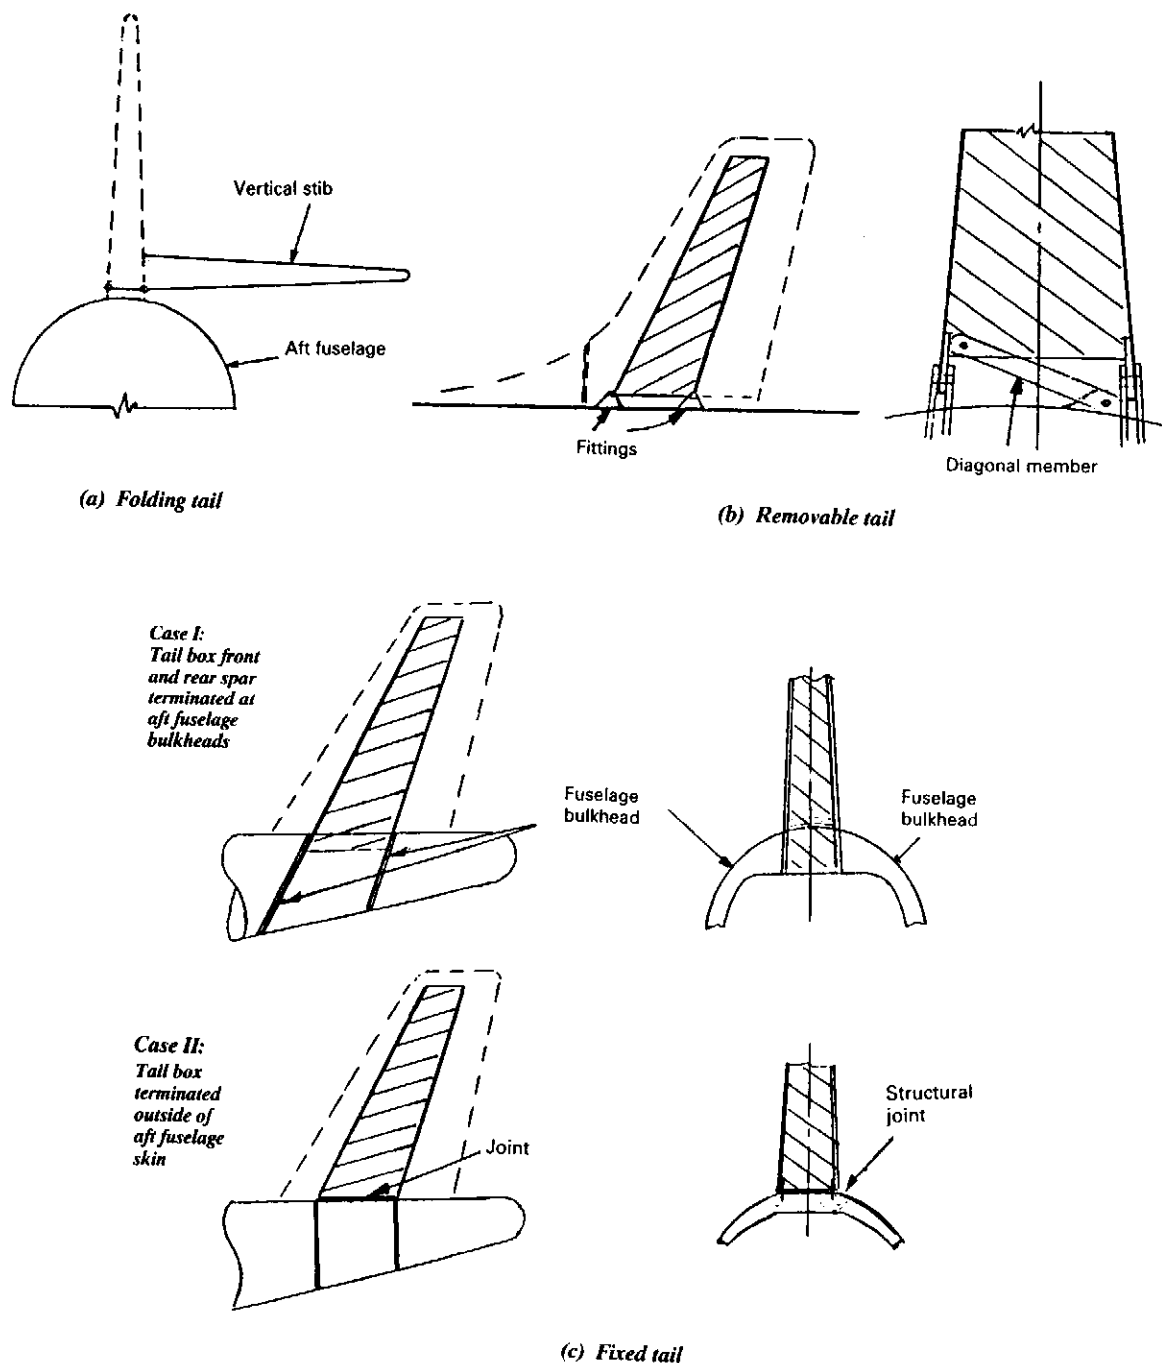 Vertical stib
Aft fuselage
(a) Folding tail
Fittings
Diagonal member
(b) Removable tail
Case I:
Tail box front
and rear spar
terminated at
aft fuselage
bulkheads
Fuselage
bulkhead
Fuselage
bulkhead
Case II:
Tail box
terminated
outside of
aft fuselage
skin
Joint
Structural
joint
(c) Fixed tail